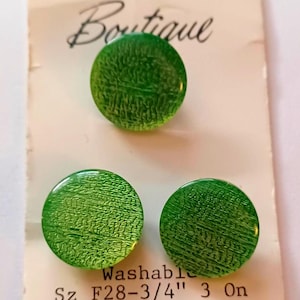 Boutique
Washable
Sz F28-3/4" 3 On